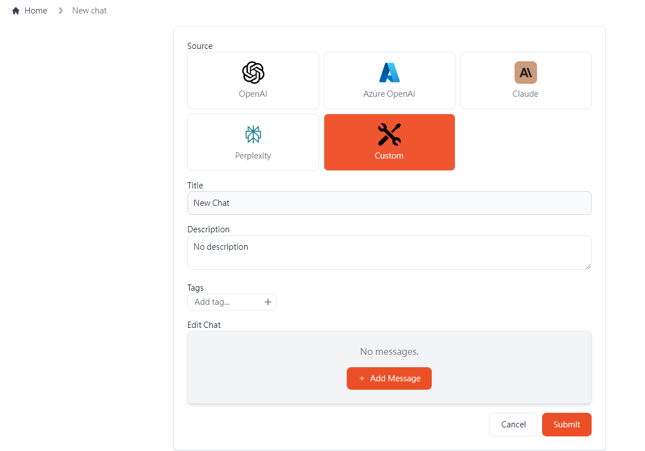 Home > New chat
Source
OpenAI
Azure OpenAI
Claude
Perplexity
Custom
Title
New Chat
Description
No description
Tags
Add tag... +
Edit Chat
No messages.
+ Add Message
Cancel
Submit